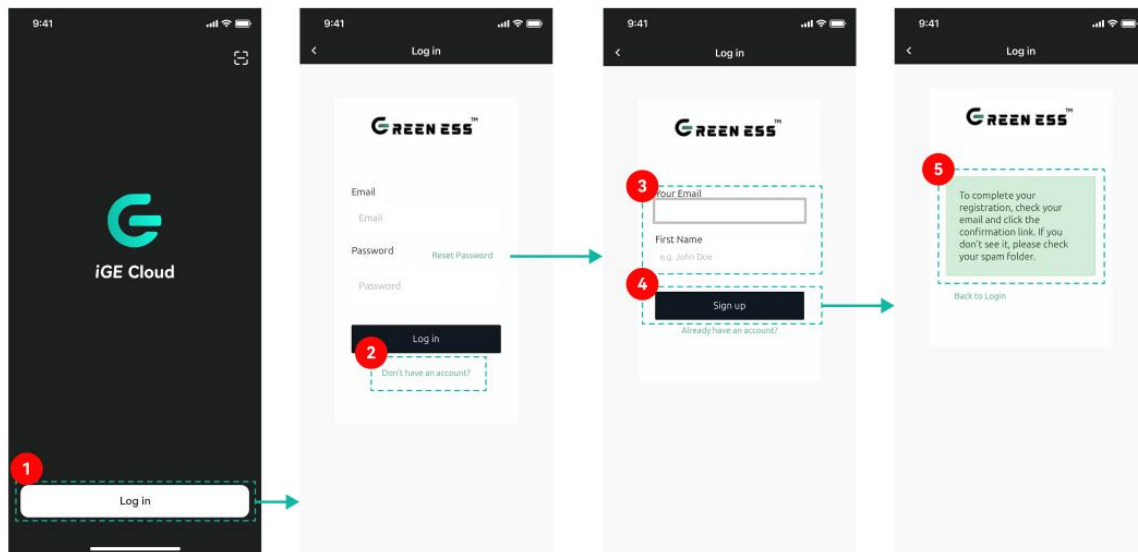 9:41
iGE Cloud
1
Log in
9:41
Log in
GREEN ESS™
Email
Email
Password
Reset Password
Password
Log in
2
Don't have an account?
9:41
Log in
GREEN ESS™
3
Your Email
First Name
e.g. John Doe
4
Sign up
Already have an account?
9:41
Log in
GREEN ESS™
5
To complete your
registration, check your
email and click the
confirmation link. If you
don't see it, please check
your spam folder.
Back to Login